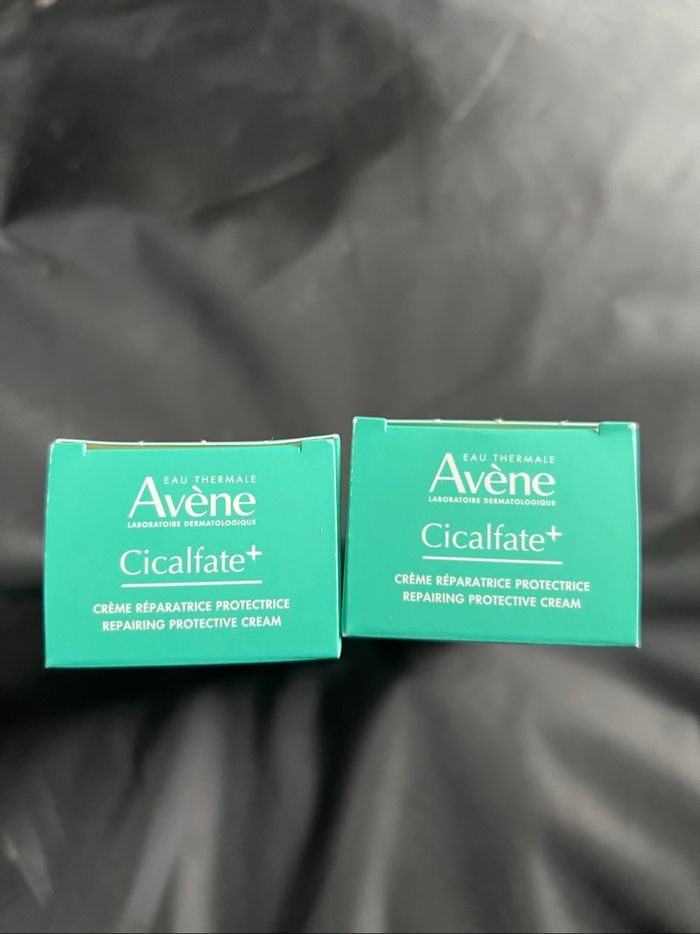 EAU THERMALE
Avène
LABORATOIRE DERMATOLOGIQUE
Cicalfate+
CRÈME RÉPARATRICE PROTECTRICE
REPAIRING PROTECTIVE CREAM
EAU THERMALE
Avène
LABORATOIRE DERMATOLOGIQUE
Cicalfate+
CRÈME RÉPARATRICE PROTECTRICE
REPAIRING PROTECTIVE CREAM